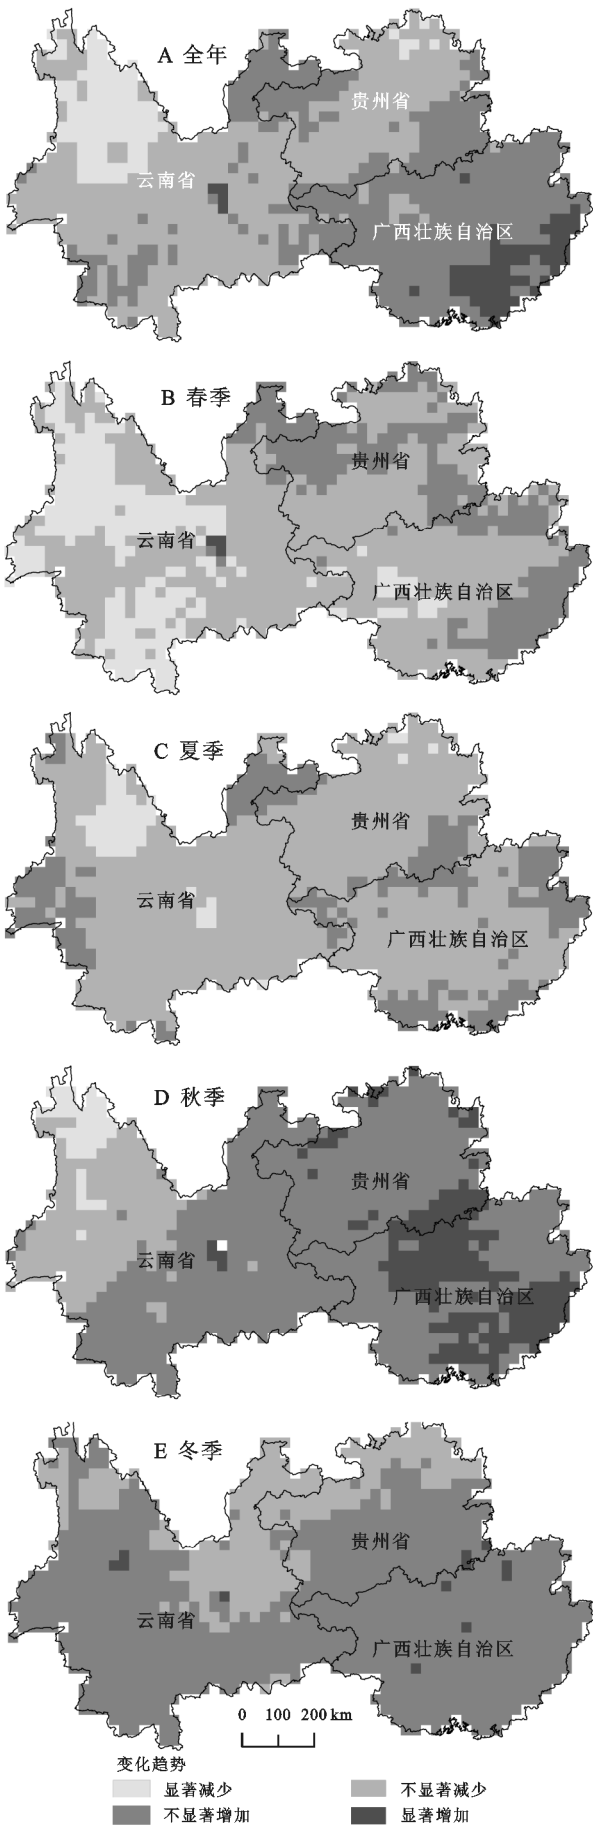 A 全年
贵州省
云南省
广西壮族自治区
B 春季
贵州省
云南省
广西壮族自治区
C 夏季
贵州省
云南省
广西壮族自治区
D 秋季
贵州省
云南省
广西壮族自治区
E 冬季
贵州省
云南省
广西壮族自治区
0 100 200 km
变化趋势
显著减少 不显著减少
不显著增加 显著增加